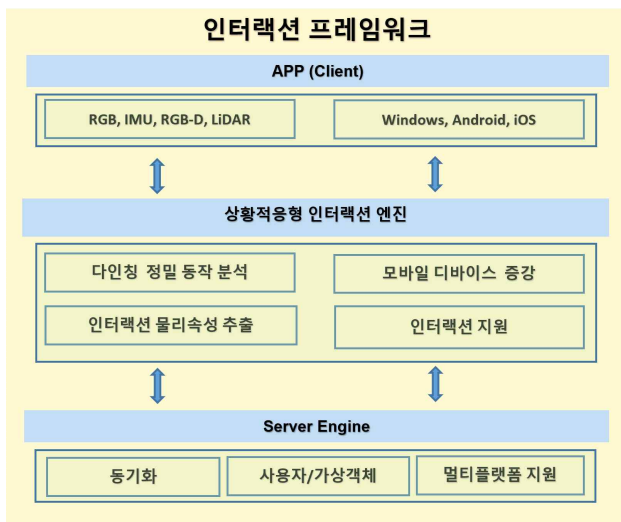 인터랙션 프레임워크
APP (Client)
RGB, IMU, RGB-D, LiDAR
Windows, Android, iOS
상황적응형 인터랙션 엔진
다인칭 정밀 동작 분석
모바일 디바이스 증강
인터랙션 물리속성 추출
인터랙션 지원
Server Engine
동기화
사용자/가상객체
멀티플랫폼 지원